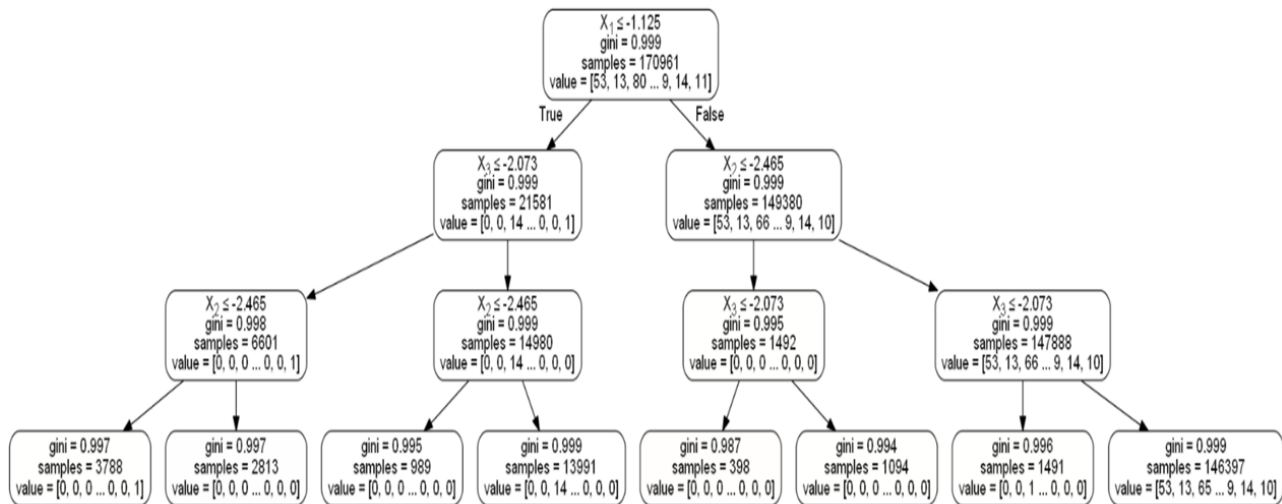 X1 ≤ -1.125
gini = 0.999
samples = 170961
value = [53, 13, 80 ... 9, 14, 11]
True
False
X3 ≤ -2.073
gini = 0.999
samples = 21581
value = [0, 0, 14 ... 0, 0, 1]
X2 ≤ -2.465
gini = 0.999
samples = 149380
value = [53, 13, 66 ... 9, 14, 10]
X2 ≤ -2.465
gini = 0.998
samples = 6601
value = [0, 0, 0 ... 0, 0, 1]
X2 ≤ -2.465
gini = 0.999
samples = 14980
value = [0, 0, 14 ... 0, 0, 0]
X3 ≤ -2.073
gini = 0.995
samples = 1492
value = [0, 0, 0 ... 0, 0, 0]
X3 ≤ -2.073
gini = 0.999
samples = 147888
value = [53, 13, 66 ... 9, 14, 10]
gini = 0.997
samples = 3788
value = [0, 0, 0 ... 0, 0, 1]
gini = 0.997
samples = 2813
value = [0, 0, 0 ... 0, 0, 0]
gini = 0.995
samples = 989
value = [0, 0, 0 ... 0, 0, 0]
gini = 0.999
samples = 13991
value = [0, 0, 14 ... 0, 0, 0]
gini = 0.987
samples = 398
value = [0, 0, 0 ... 0, 0, 0]
gini = 0.994
samples = 1094
value = [0, 0, 0 ... 0, 0, 0]
gini = 0.996
samples = 1491
value = [0, 0, 1 ... 0, 0, 0]
gini = 0.999
samples = 146397
value = [53, 13, 65 ... 9, 14, 10]